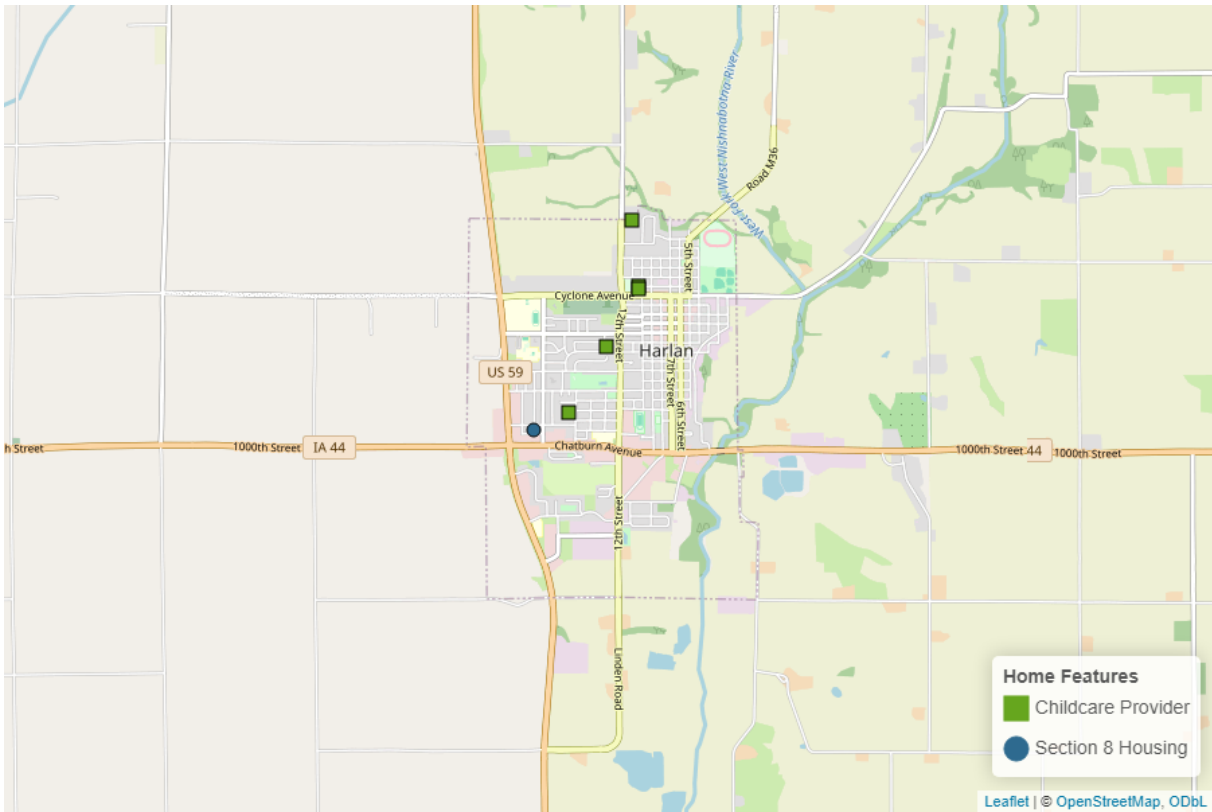 West Fork West Nishnabotna River
Road M36
5th Street
Cyclone Avenue
12th Street
Harlan
US 59
7th Street
6th Street
h Street
1000th Street
IA 44
Chatburn Avenue
1000th Street
44
1000th Street
12th Street
Linden Road
Home Features
Childcare Provider
Section 8 Housing
Leaflet | © OpenStreetMap, ODbL